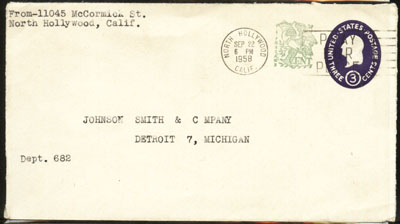 From-11045 McCormick St.
North Hollywood, Calif.
NORTH HOLLYWOOD
SEP 22
6 PM
1958
CALIF.
UNITED STATES POSTAGE
THREE 3 CENTS
JOHNSON SMITH & C MPANY
DETROIT 7, MICHIGAN
Dept. 682